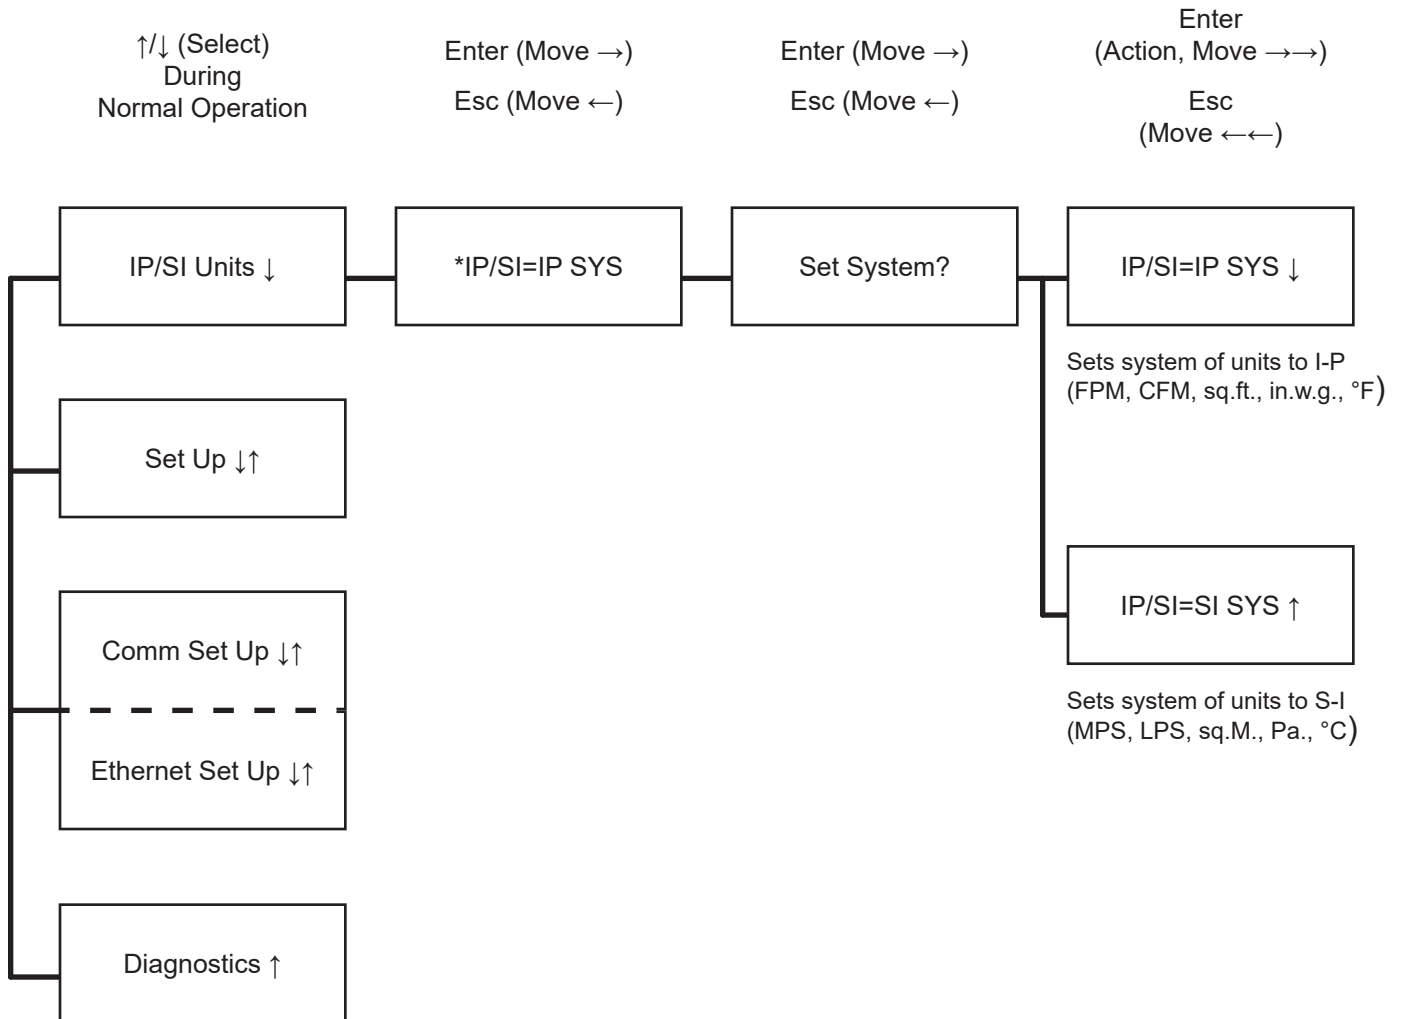 ↑/↓ (Select)
During
Normal Operation
Enter (Move →)
Esc (Move ←)
Enter (Move →)
Esc (Move ←)
Enter
(Action, Move →→)
Esc
(Move ←←)
IP/SI Units ↓
*IP/SI=IP SYS
Set System?
IP/SI=IP SYS ↓
Sets system of units to I-P
(FPM, CFM, sq.ft., in.w.g., °F)
Set Up ↓↑
IP/SI=SI SYS ↑
Sets system of units to S-I
(MPS, LPS, sq.M., Pa., °C)
Comm Set Up ↓↑
Ethernet Set Up ↓↑
Diagnostics ↑